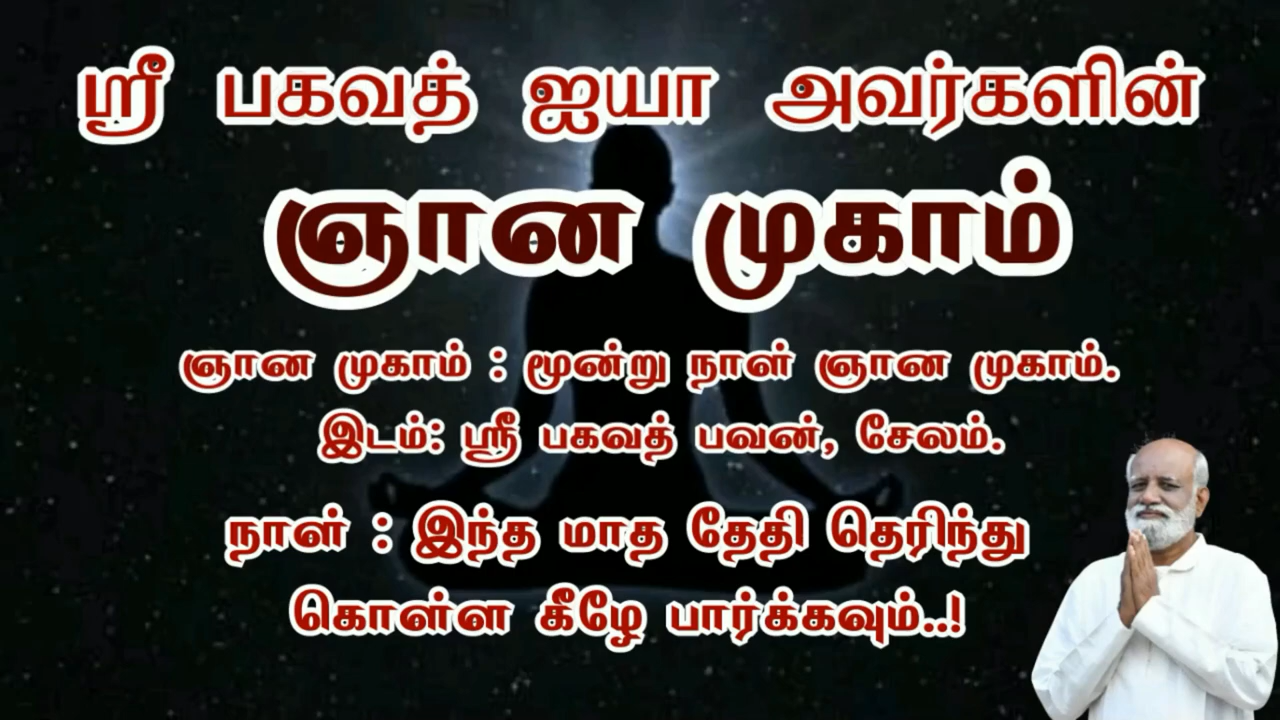 ஸ்ரீ பகவத் ஐயா அவர்களின்
ஞான முகாம்
ஞான முகாம் : மூன்று நாள் ஞான முகாம்.
இடம்: ஸ்ரீ பகவத் பவன், சேலம்.
நாள் : இந்த மாத தேதி தெரிந்து
கொள்ள கீழே பார்க்கவும்..!